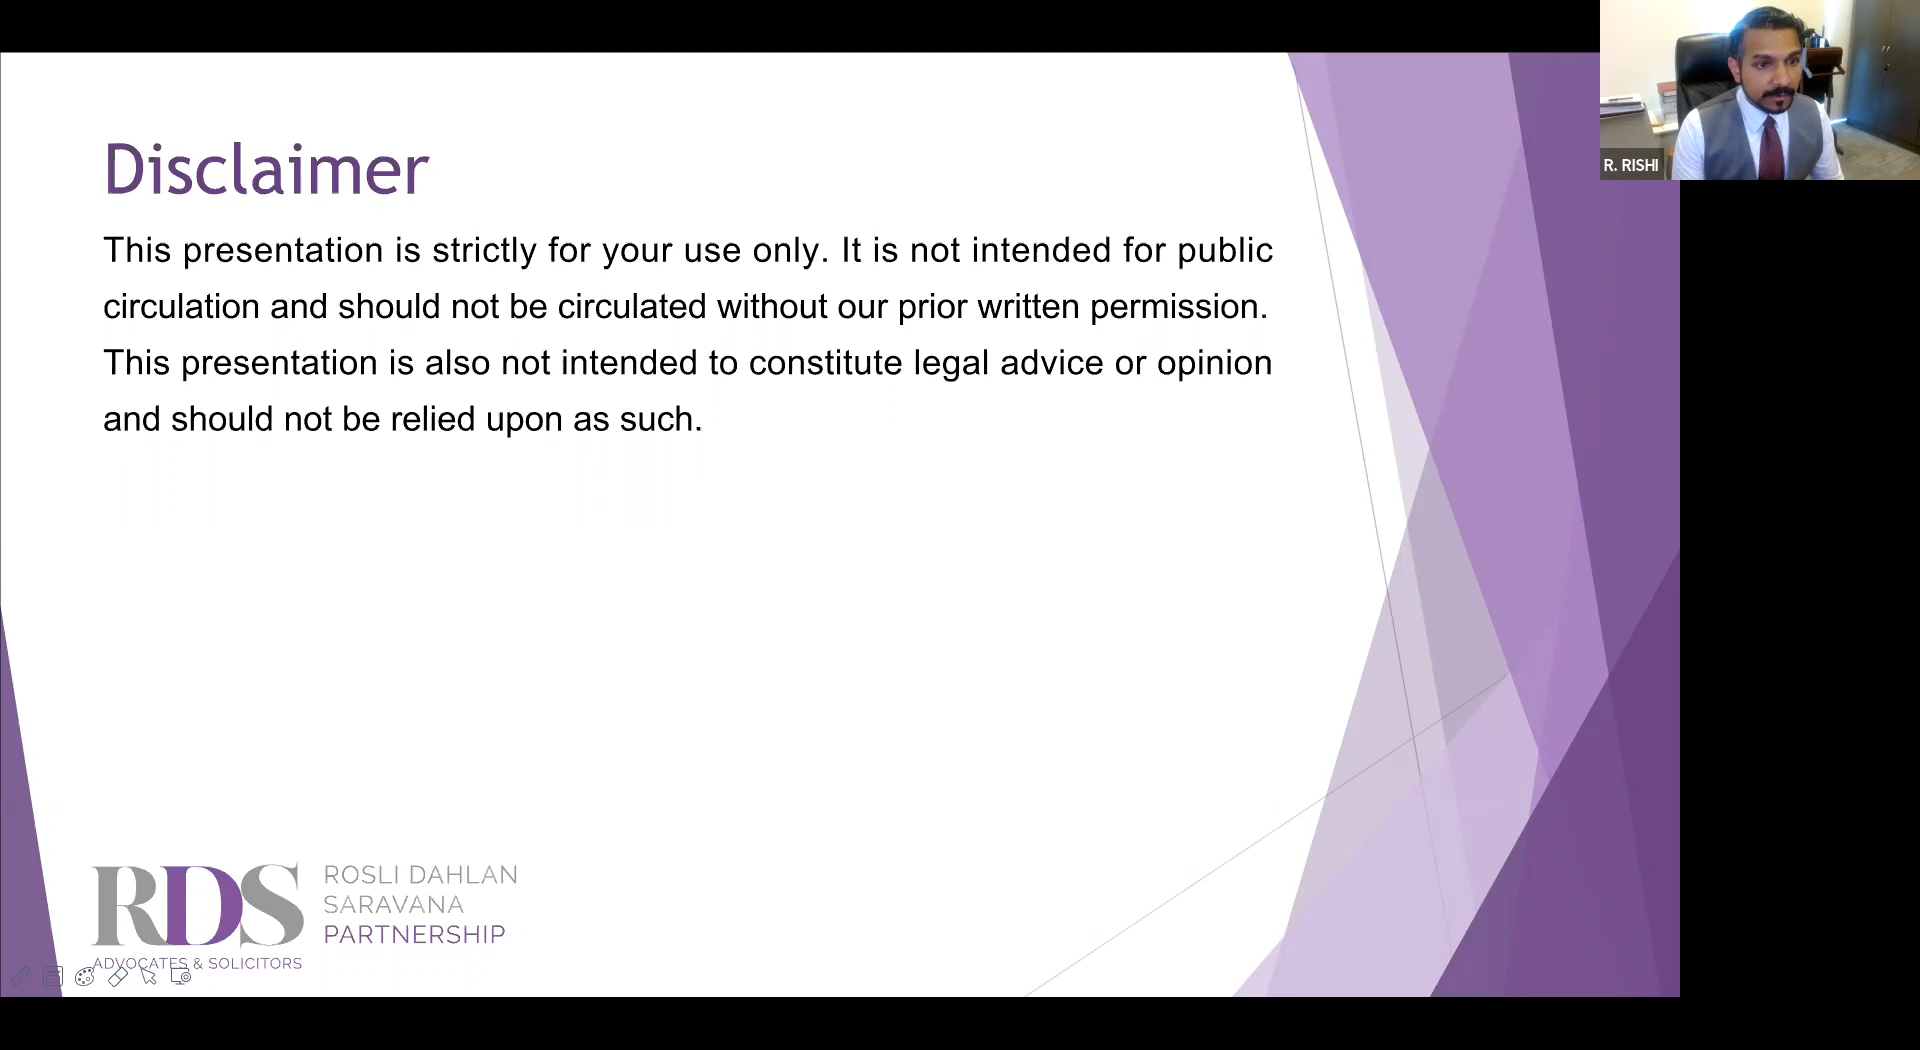 Disclaimer
This presentation is strictly for your use only. It is not intended for public
circulation and should not be circulated without our prior written permission.
This presentation is also not intended to constitute legal advice or opinion
and should not be relied upon as such.
RDS
ADVOCATES & SOLICITORS
ROSLI DAHLAN
SARAVANA
PARTNERSHIP
R. RISHI